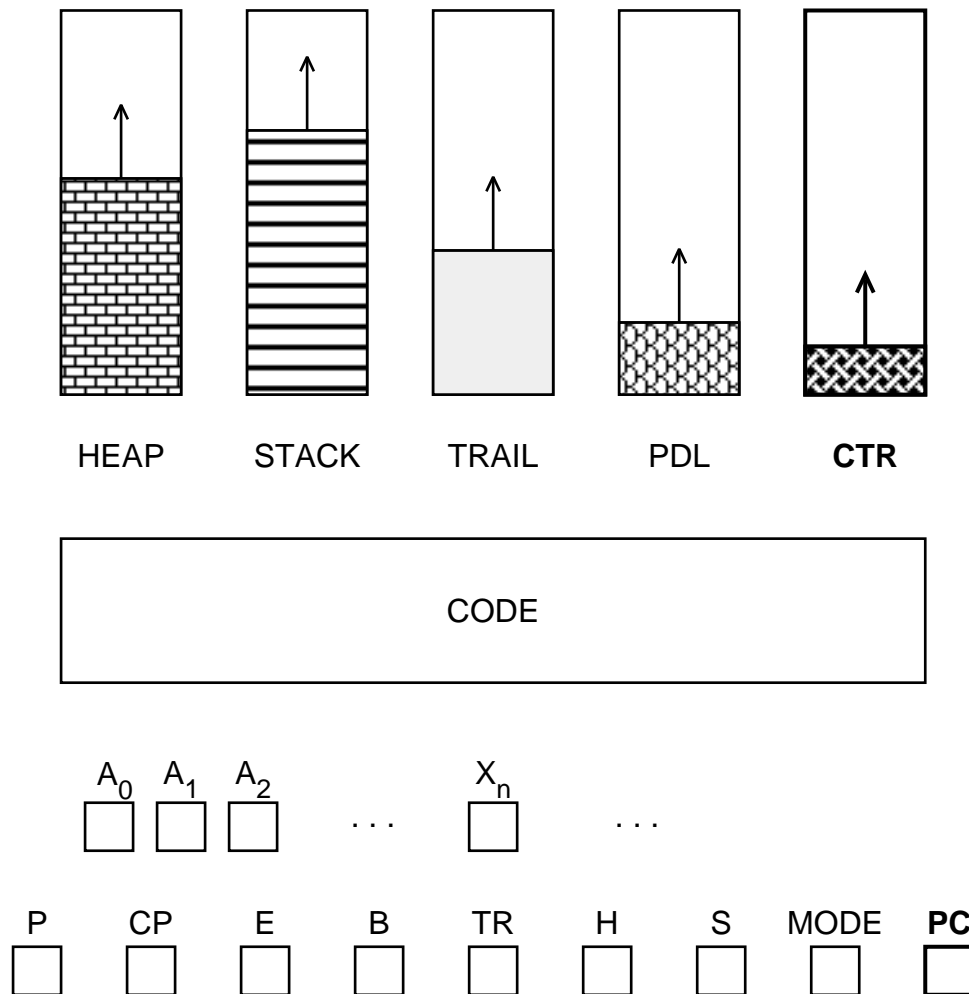 HEAP STACK TRAIL PDL CTR
CODE
A0 A1 A2 . . . Xn . . .
P CP E B TR H S MODE PC